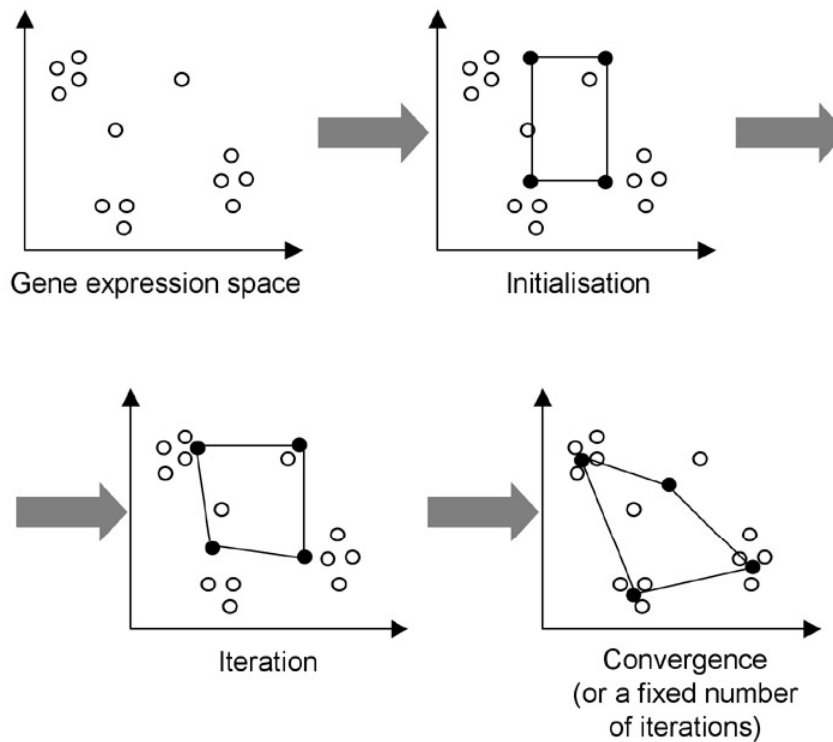 Gene expression space
Initialisation
Iteration
Convergence
(or a fixed number
of iterations)